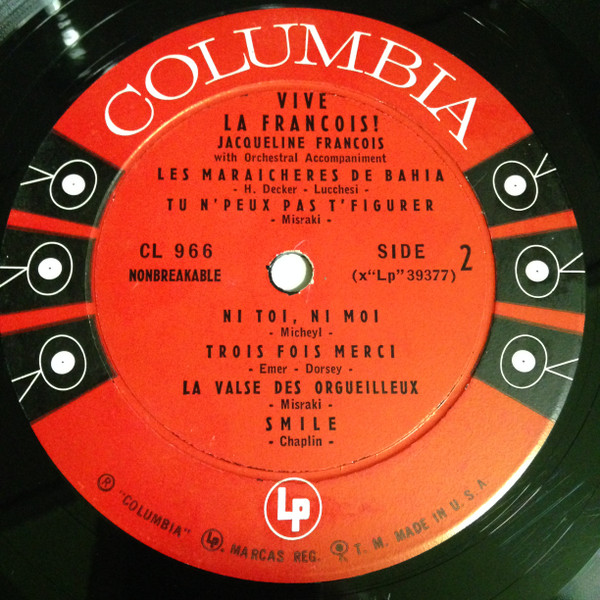 COLUMBIA
VIVE
LA FRANCOIS!
JACQUELINE FRANCOIS
with Orchestral Accompaniment
LES MARAICHERES DE BAHIA
- H. Decker - Lucchesi -
TU N'PEUX PAS T'FIGURER
- Misraki -
CL 966
NONBREAKABLE
SIDE 2
(x"Lp"39377)
NI TOI, NI MOI
- Micheyl -
TROIS FOIS MERCI
- Emer - Dorsey -
LA VALSE DES ORGUEILLEUX
- Misraki -
SMILE
- Chaplin -
Lp
® "COLUMBIA" Lp. MARCAS REG. T. M. MADE IN U.S.A.